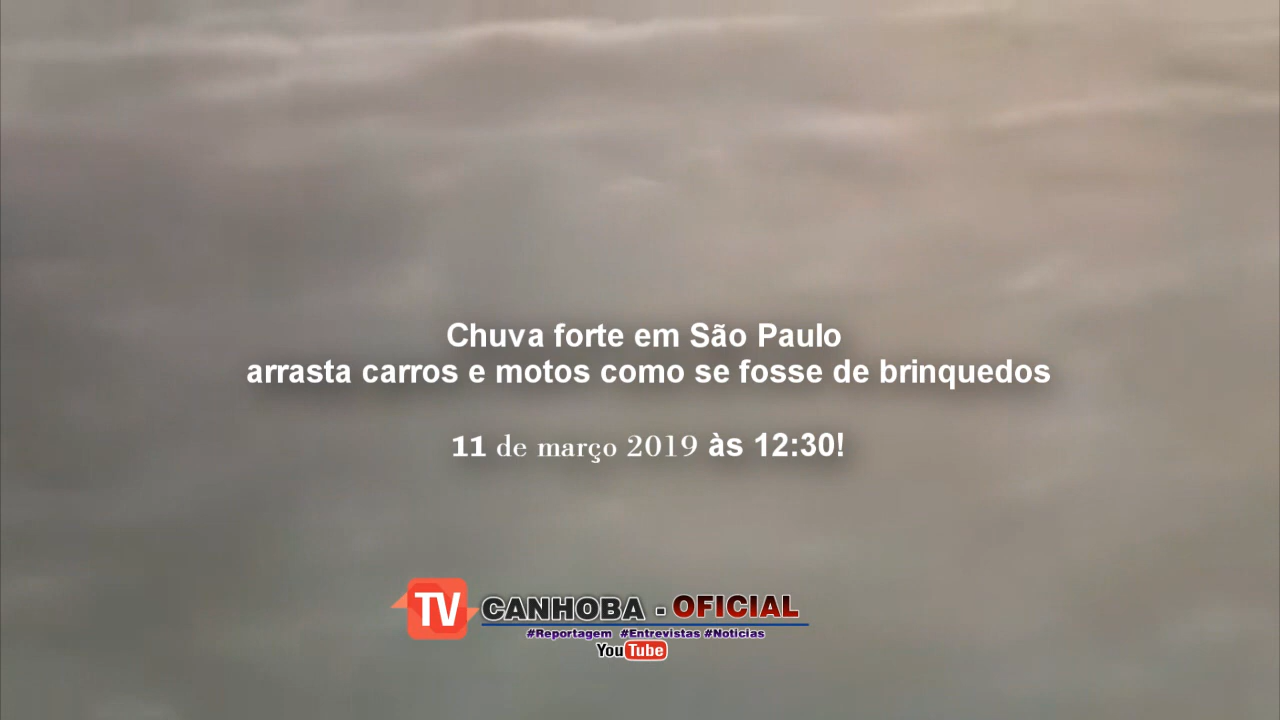 Chuva forte em São Paulo
arrasta carros e motos como se fosse de brinquedos
11 de março 2019 às 12:30!
TV CANHOBA - OFICIAL
#Reportagem #Entrevistas #Noticias
YouTube